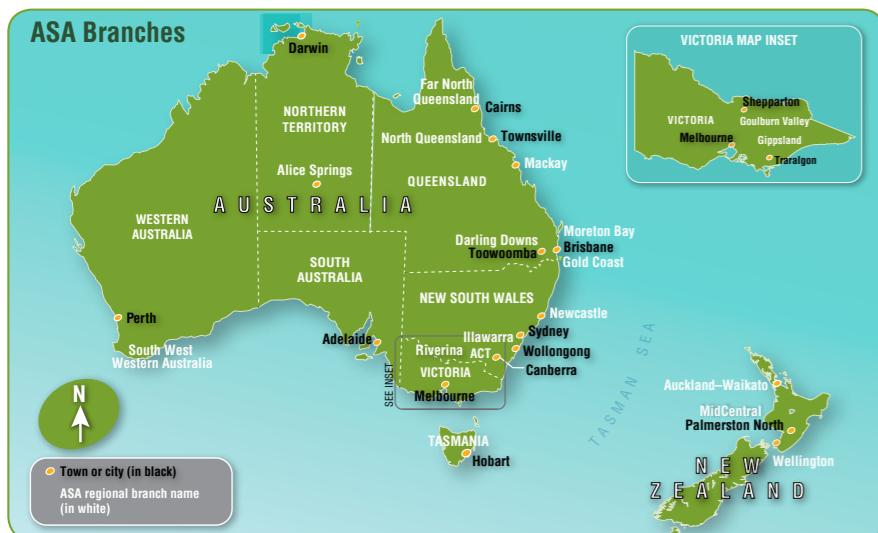 ASA Branches
Darwin
Far North
Queensland
Cairns
NORTHERN
TERRITORY
North Queensland
Townsville
Mackay
Alice Springs
QUEENSLAND
AUSTRALIA
WESTERN
AUSTRALIA
Moreton Bay
Darling Downs
Brisbane
Toowoomba
Gold Coast
SOUTH
AUSTRALIA
NEW SOUTH WALES
Newcastle
Perth
Sydney
Adelaide
Illawarra
Riverina
ACT
Wollongong
South West
Western Australia
VICTORIA
Canberra
SEE INSET
Melbourne
TASMANIA
Hobart
VICTORIA MAP INSET
Shepparton
VICTORIA
Goulburn Valley
Melbourne
Gippsland
Traralgon
TASMAN SEA
Auckland–Waikato
MidCentral
Palmerston North
Wellington
NEW
ZEALAND
N
Town or city (in black)
ASA regional branch name
(in white)